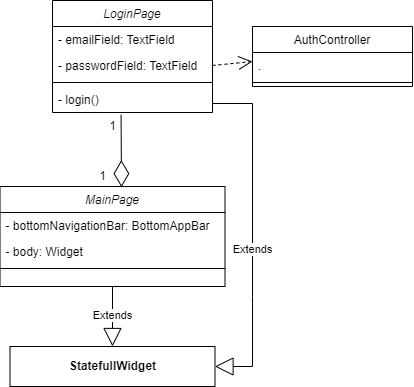 LoginPage
- emailField: TextField
- passwordField: TextField
- login()
AuthController
.
1
1
MainPage
- bottomNavigationBar: BottomAppBar
- body: Widget
Extends
Extends
StatefullWidget